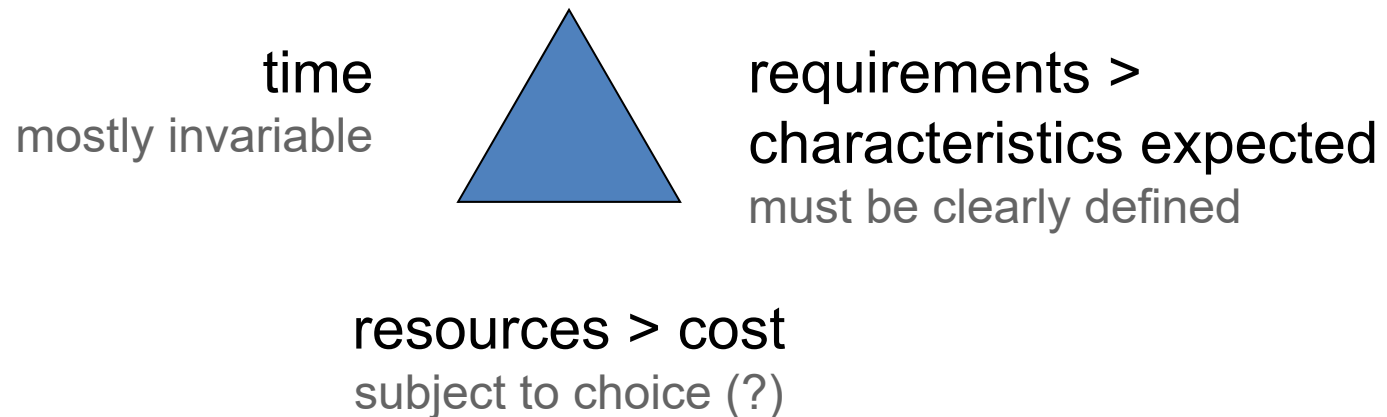 time
mostly invariable
requirements >
characteristics expected
must be clearly defined
resources > cost
subject to choice (?)